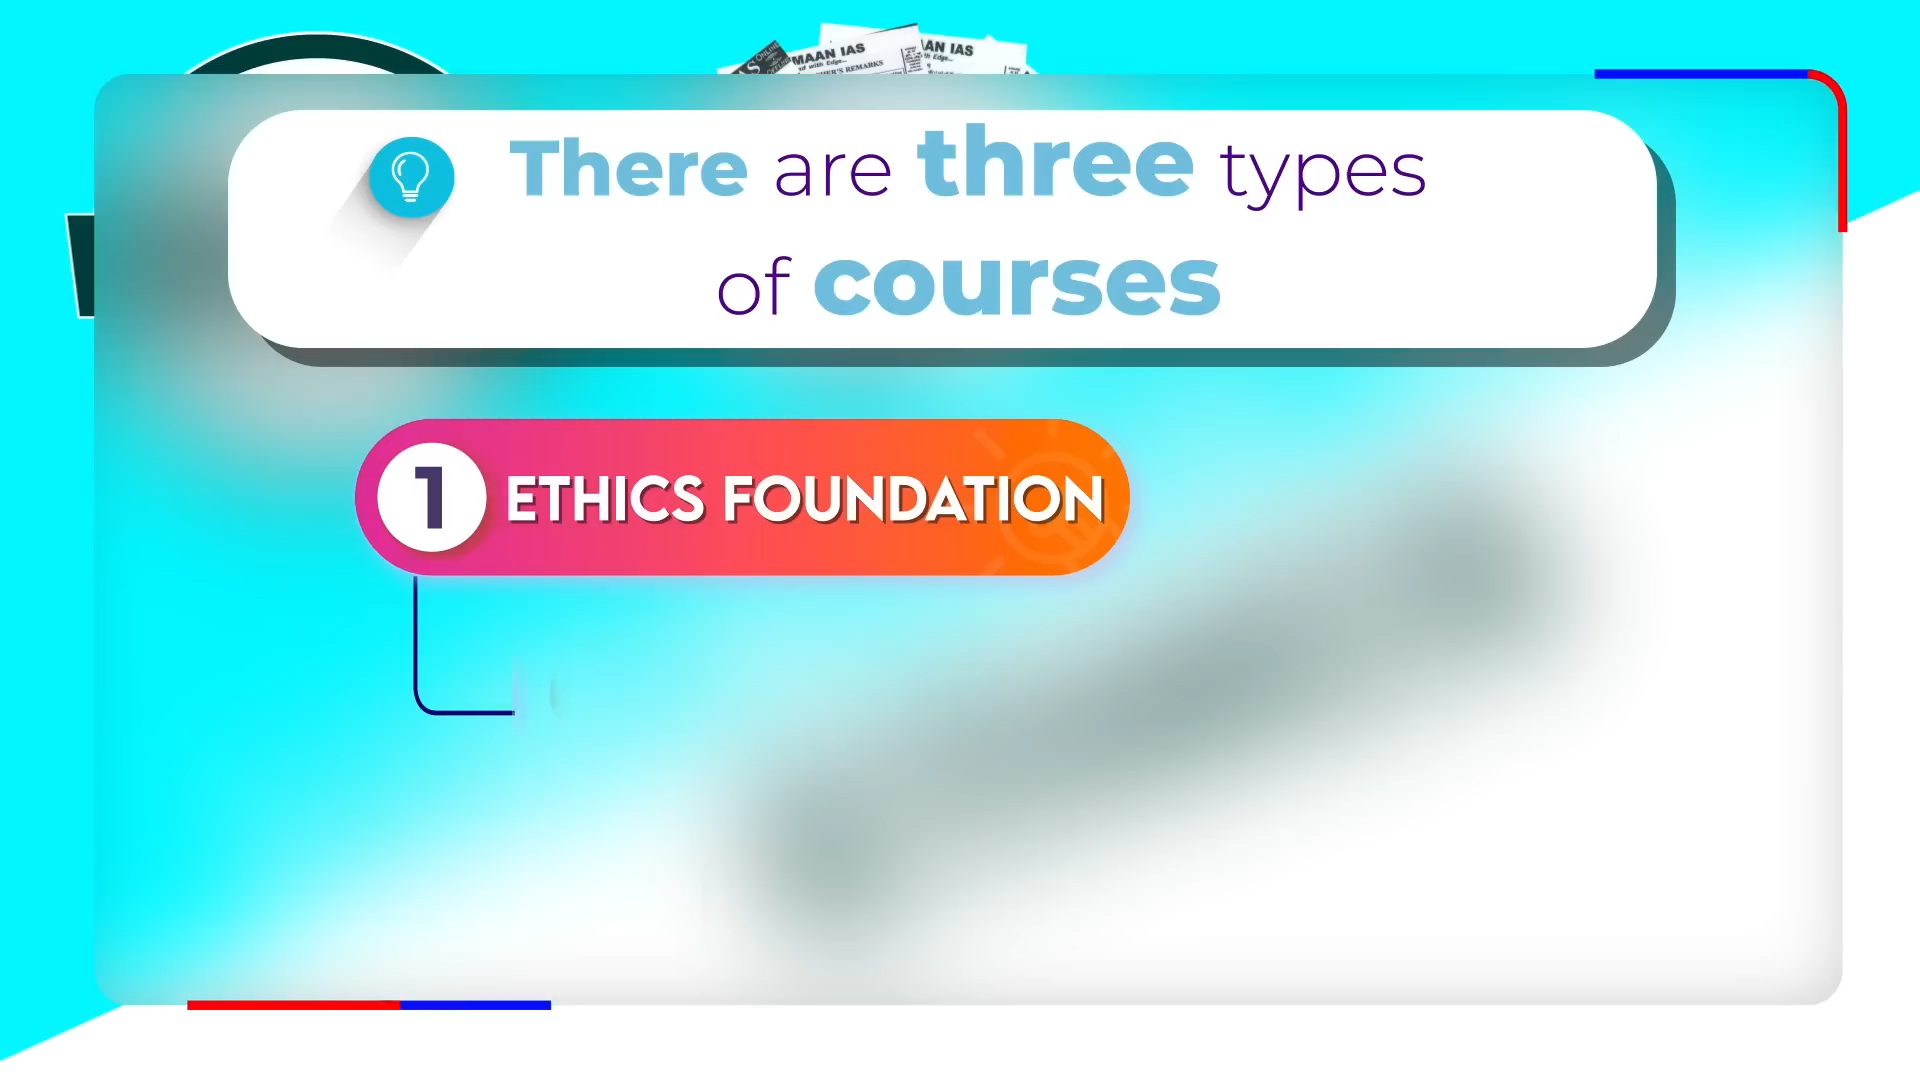 MAAN IAS
AN IAS
There are three types
of courses
1 ETHICS FOUNDATION